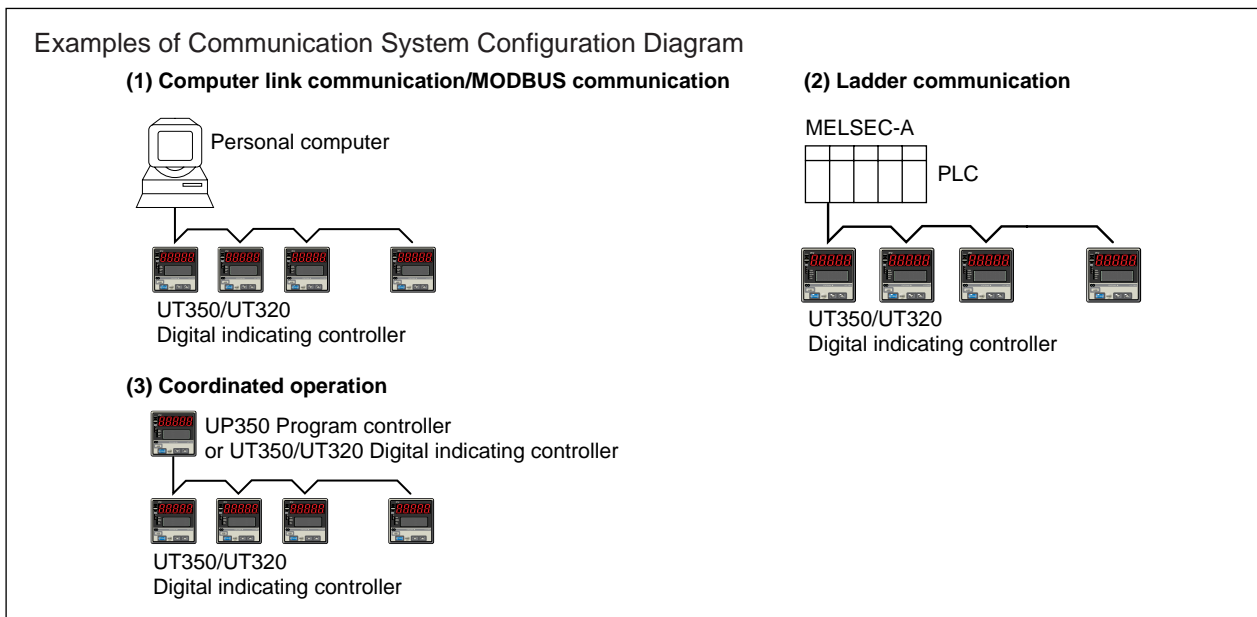 Examples of Communication System Configuration Diagram
(1) Computer link communication/MODBUS communication
Personal computer
UT350/UT320
Digital indicating controller
(2) Ladder communication
MELSEC-A
PLC
UT350/UT320
Digital indicating controller
(3) Coordinated operation
UP350 Program controller
or UT350/UT320 Digital indicating controller
UT350/UT320
Digital indicating controller